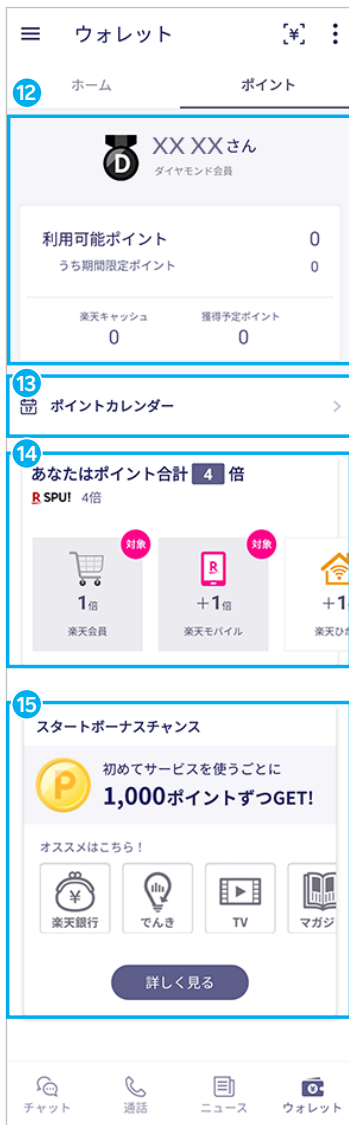 ウォレット
ホーム ポイント
12
D
XX XXさん
ダイヤモンド会員
利用可能ポイント 0
うち期間限定ポイント 0
楽天キャッシュ 獲得予定ポイント
0 0
13
17 ポイントカレンダー
14
あなたはポイント合計 4 倍
R SPU! 4倍
対象 対象
R
1倍 +1倍 +1
楽天会員 楽天モバイル 楽天ひか
15
スタートボーナスチャンス
P
初めてサービスを使うごとに
1,000ポイントずつGET!
オススメはこちら！
楽天銀行 でんき TV マガジ
詳しく見る
チャット 通話 ニュース ウォレット